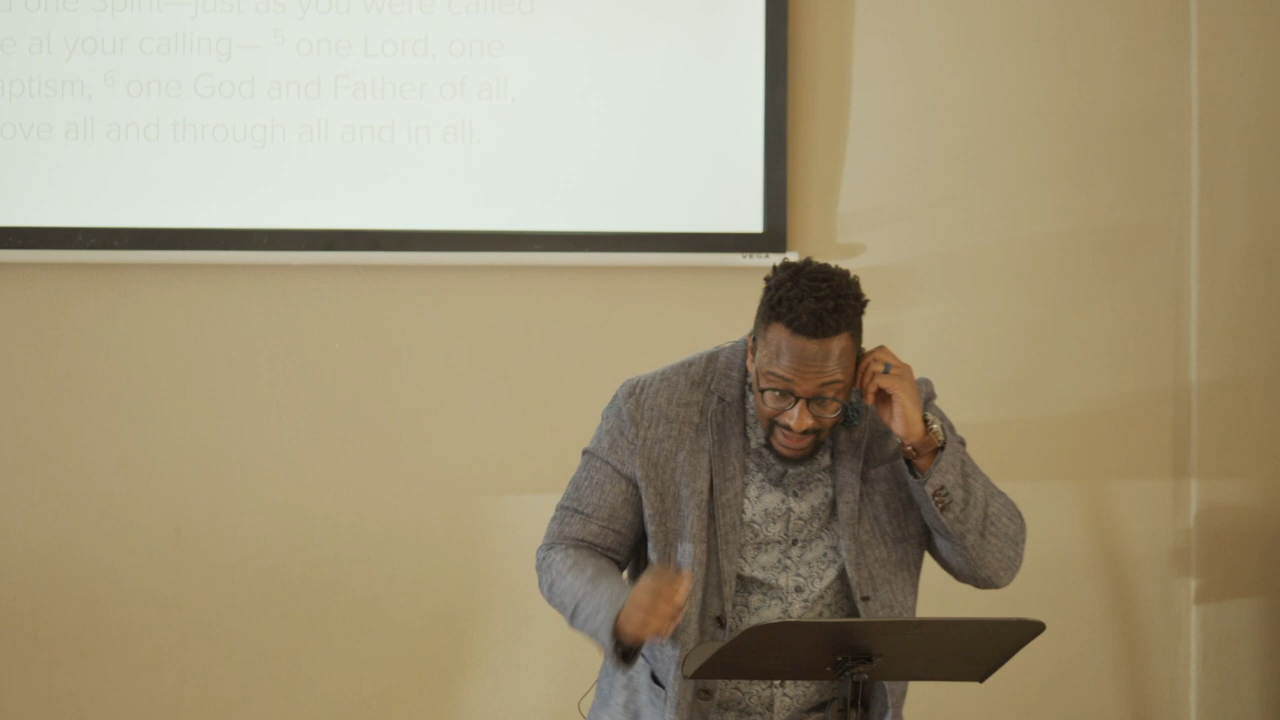 one Spirit—just as you were called
e at your calling— ⁵ one Lord, one
aptism, ⁶ one God and Father of all,
ove all and through all and in all.
VEGA